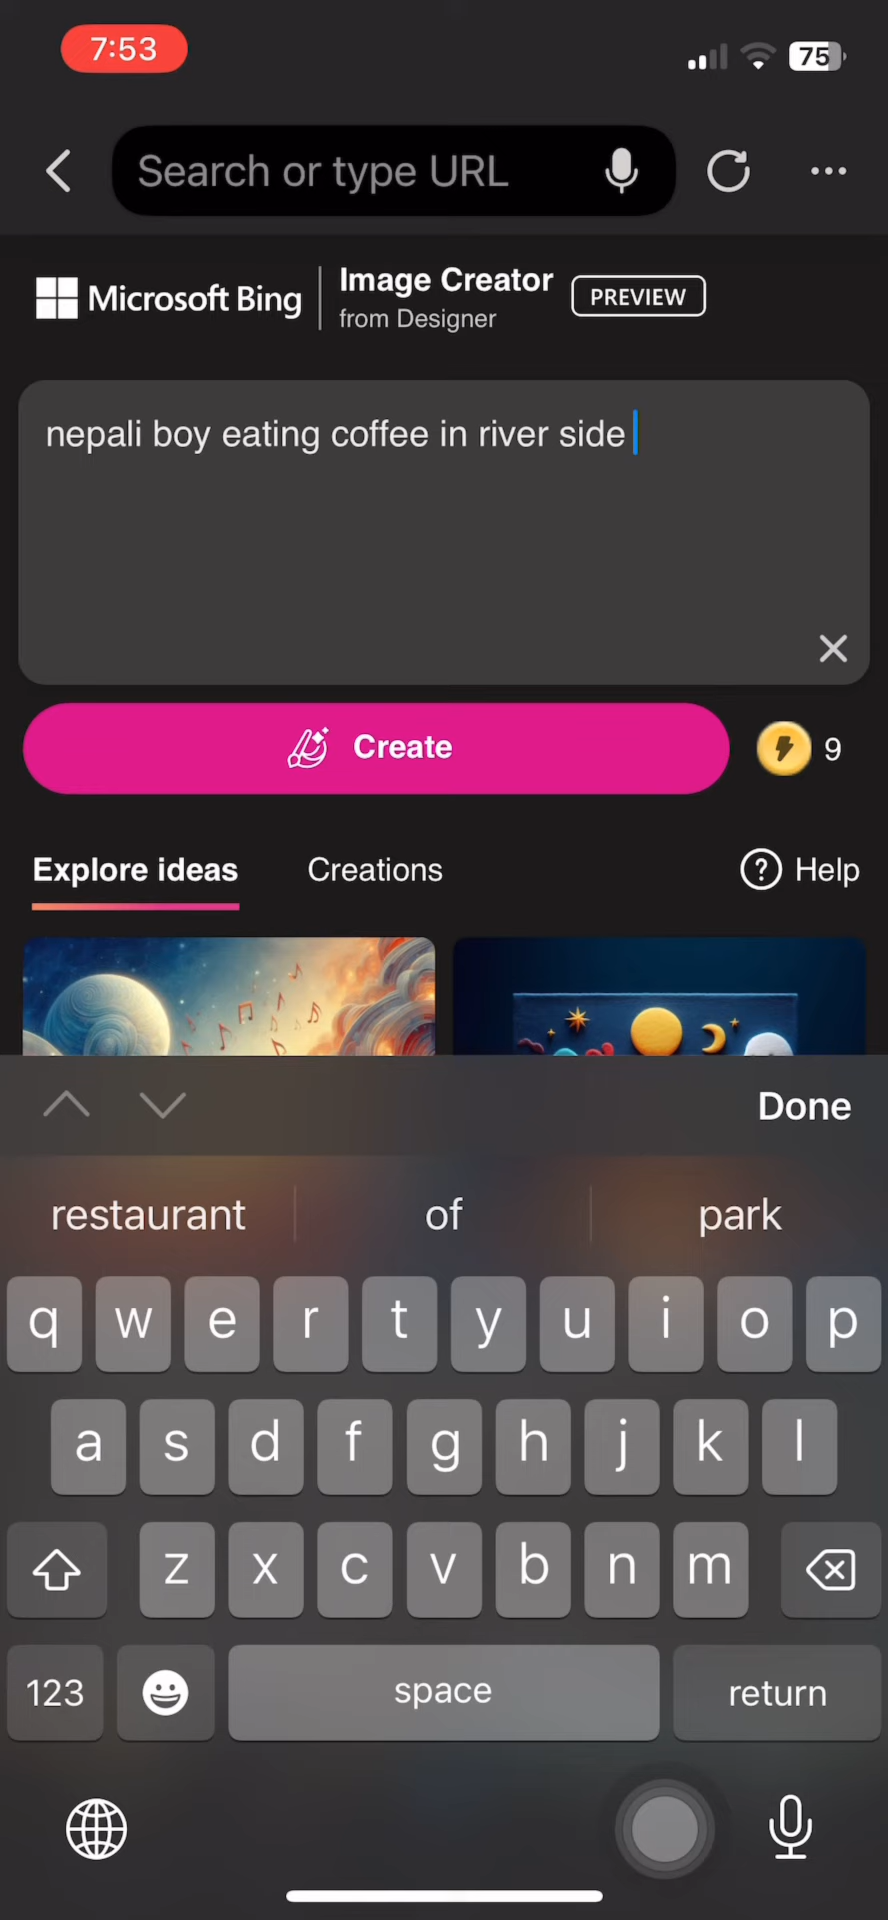 7:53
75
Search or type URL
Microsoft Bing
Image Creator
from Designer
PREVIEW
nepali boy eating coffee in river side
Create
9
Explore ideas
Creations
? Help
Done
restaurant of park
q w e r t y u i o p
a s d f g h j k l
z x c v b n m
123 space return